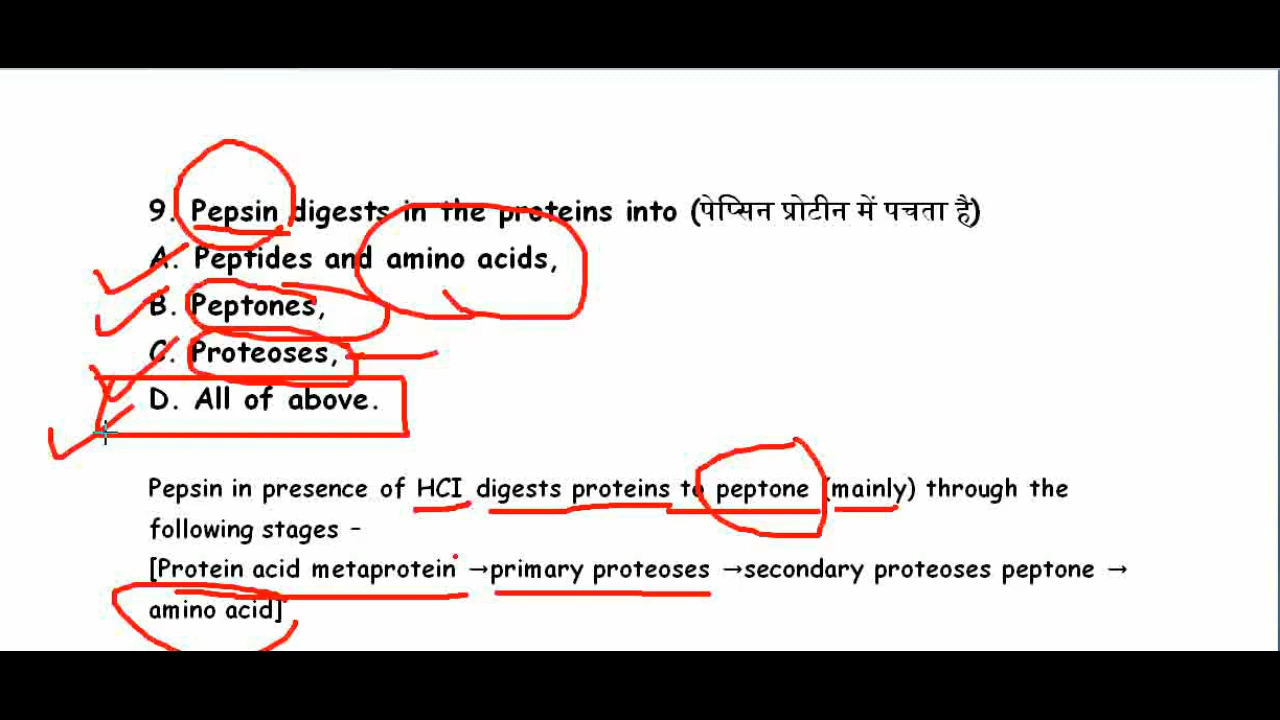 9. Pepsin digests in the proteins into (पेप्सिन प्रोटीन में पचता है)
A. Peptides and amino acids,
B. Peptones,
C. Proteoses,
D. All of above.
Pepsin in presence of HCI digests proteins to peptone (mainly) through the
following stages -
[Protein acid metaprotein →primary proteoses →secondary proteoses peptone →
amino acid]